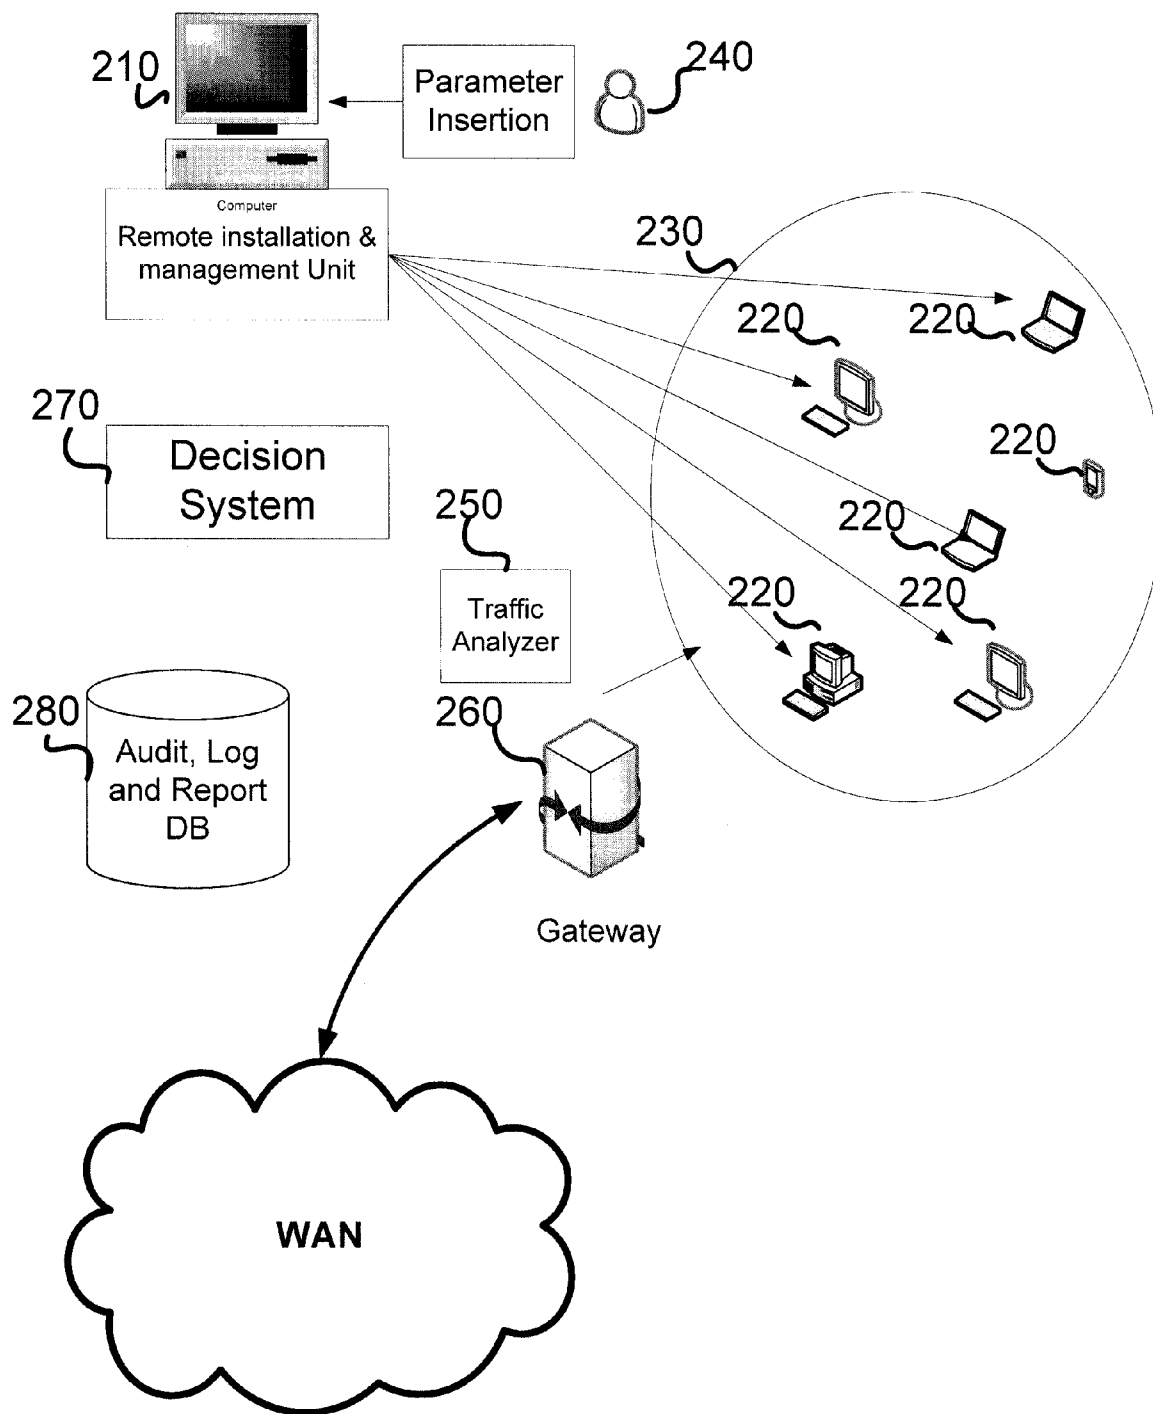 210
Parameter
Insertion
240
Computer
Remote installation &
management Unit
230
220
220
270
Decision
System
220
250
220
Traffic
Analyzer
220
220
280
Audit, Log
and Report
DB
260
Gateway
WAN